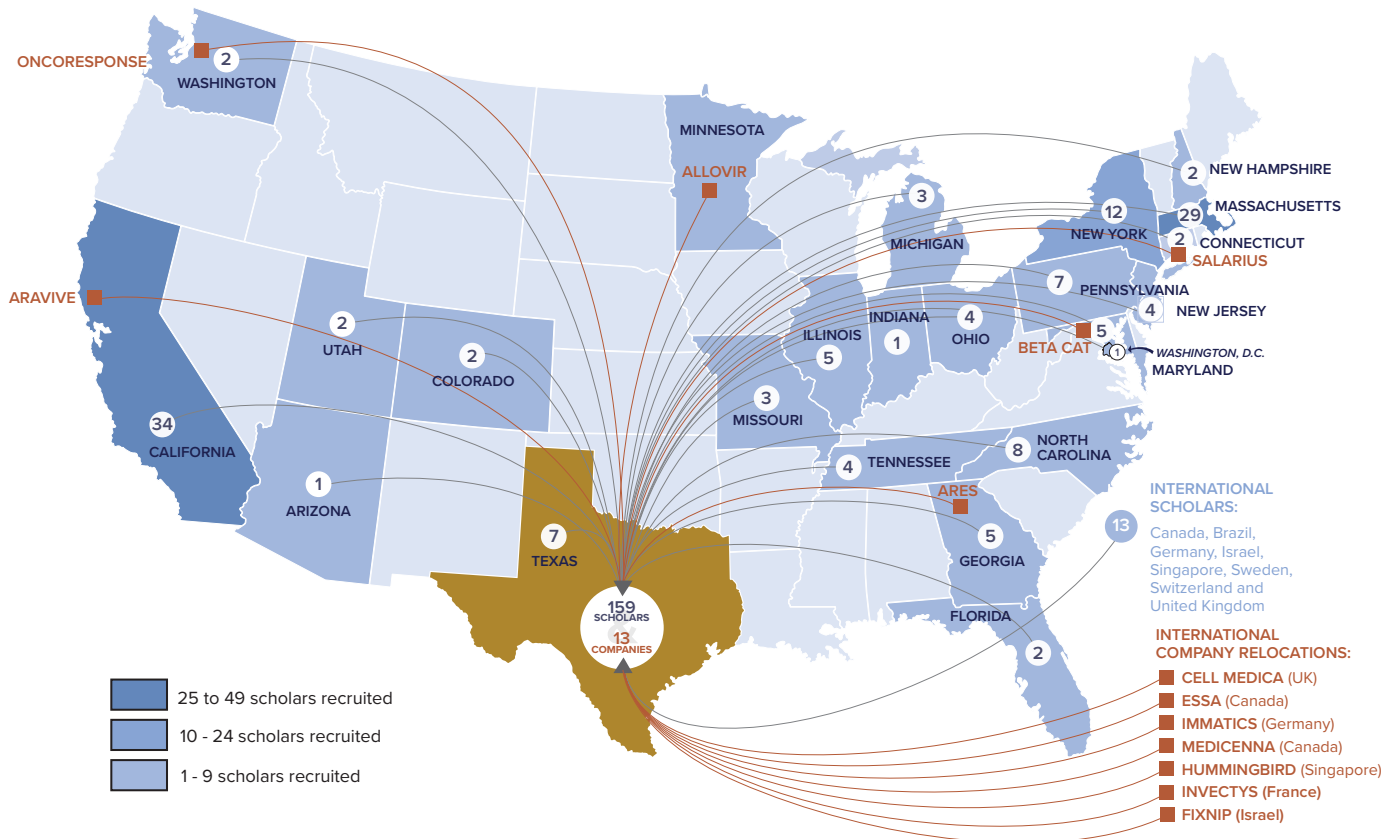 ONCORESPONSE
2
WASHINGTON
MINNESOTA
ALLOVIR
3
MICHIGAN
2
NEW HAMPSHIRE
12
NEW YORK
29
MASSACHUSETTS
2
CONNECTICUT
SALARIUS
7
PENNSYLVANIA
4
NEW JERSEY
ARAVIVE
2
UTAH
2
COLORADO
ILLINOIS
5
INDIANA
1
4
OHIO
BETA CAT
5
1
WASHINGTON, D.C.
MARYLAND
34
CALIFORNIA
1
ARIZONA
3
MISSOURI
4
TENNESSEE
8
NORTH
CAROLINA
ARES
5
GEORGIA
FLORIDA
2
7
TEXAS
159
SCHOLARS
&
13
COMPANIES
13
INTERNATIONAL
SCHOLARS:
Canada, Brazil,
Germany, Israel,
Singapore, Sweden,
Switzerland and
United Kingdom
INTERNATIONAL
COMPANY RELOCATIONS:
CELL MEDICA (UK)
ESSA (Canada)
IMMATICS (Germany)
MEDICENNA (Canada)
HUMMINGBIRD (Singapore)
INVECTYS (France)
FIXNIP (Israel)
25 to 49 scholars recruited
10 - 24 scholars recruited
1 - 9 scholars recruited